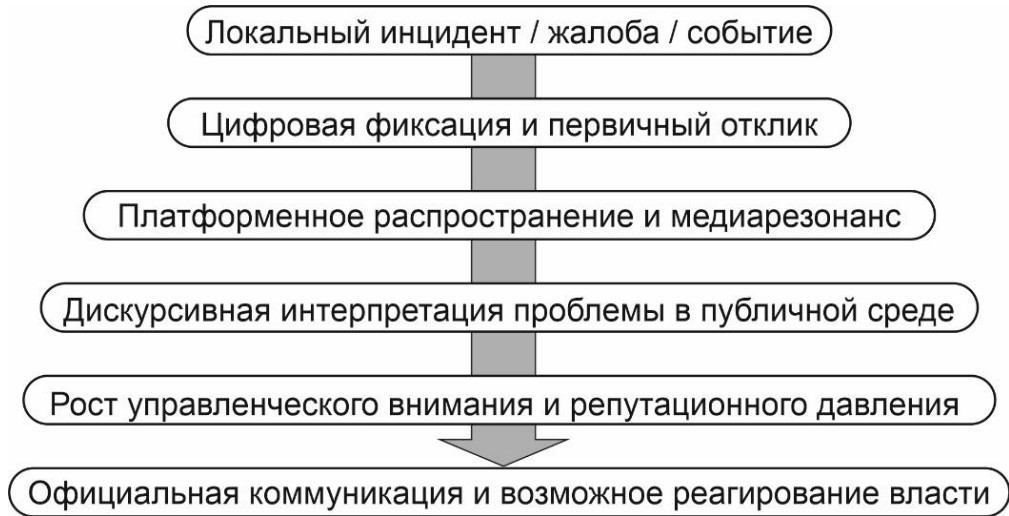 Локальный инцидент / жалоба / событие
Цифровая фиксация и первичный отклик
Платформенное распространение и медиарезонанс
Дискурсивная интерпретация проблемы в публичной среде
Рост управленческого внимания и репутационного давления
Официальная коммуникация и возможное реагирование власти